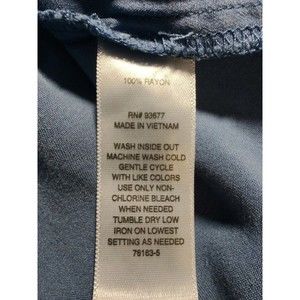 100% RAYON
RN# 93677
MADE IN VIETNAM
WASH INSIDE OUT
MACHINE WASH COLD
GENTLE CYCLE
WITH LIKE COLORS
USE ONLY NON-
CHLORINE BLEACH
WHEN NEEDED
TUMBLE DRY LOW
IRON ON LOWEST
SETTING AS NEEDED
76163-5